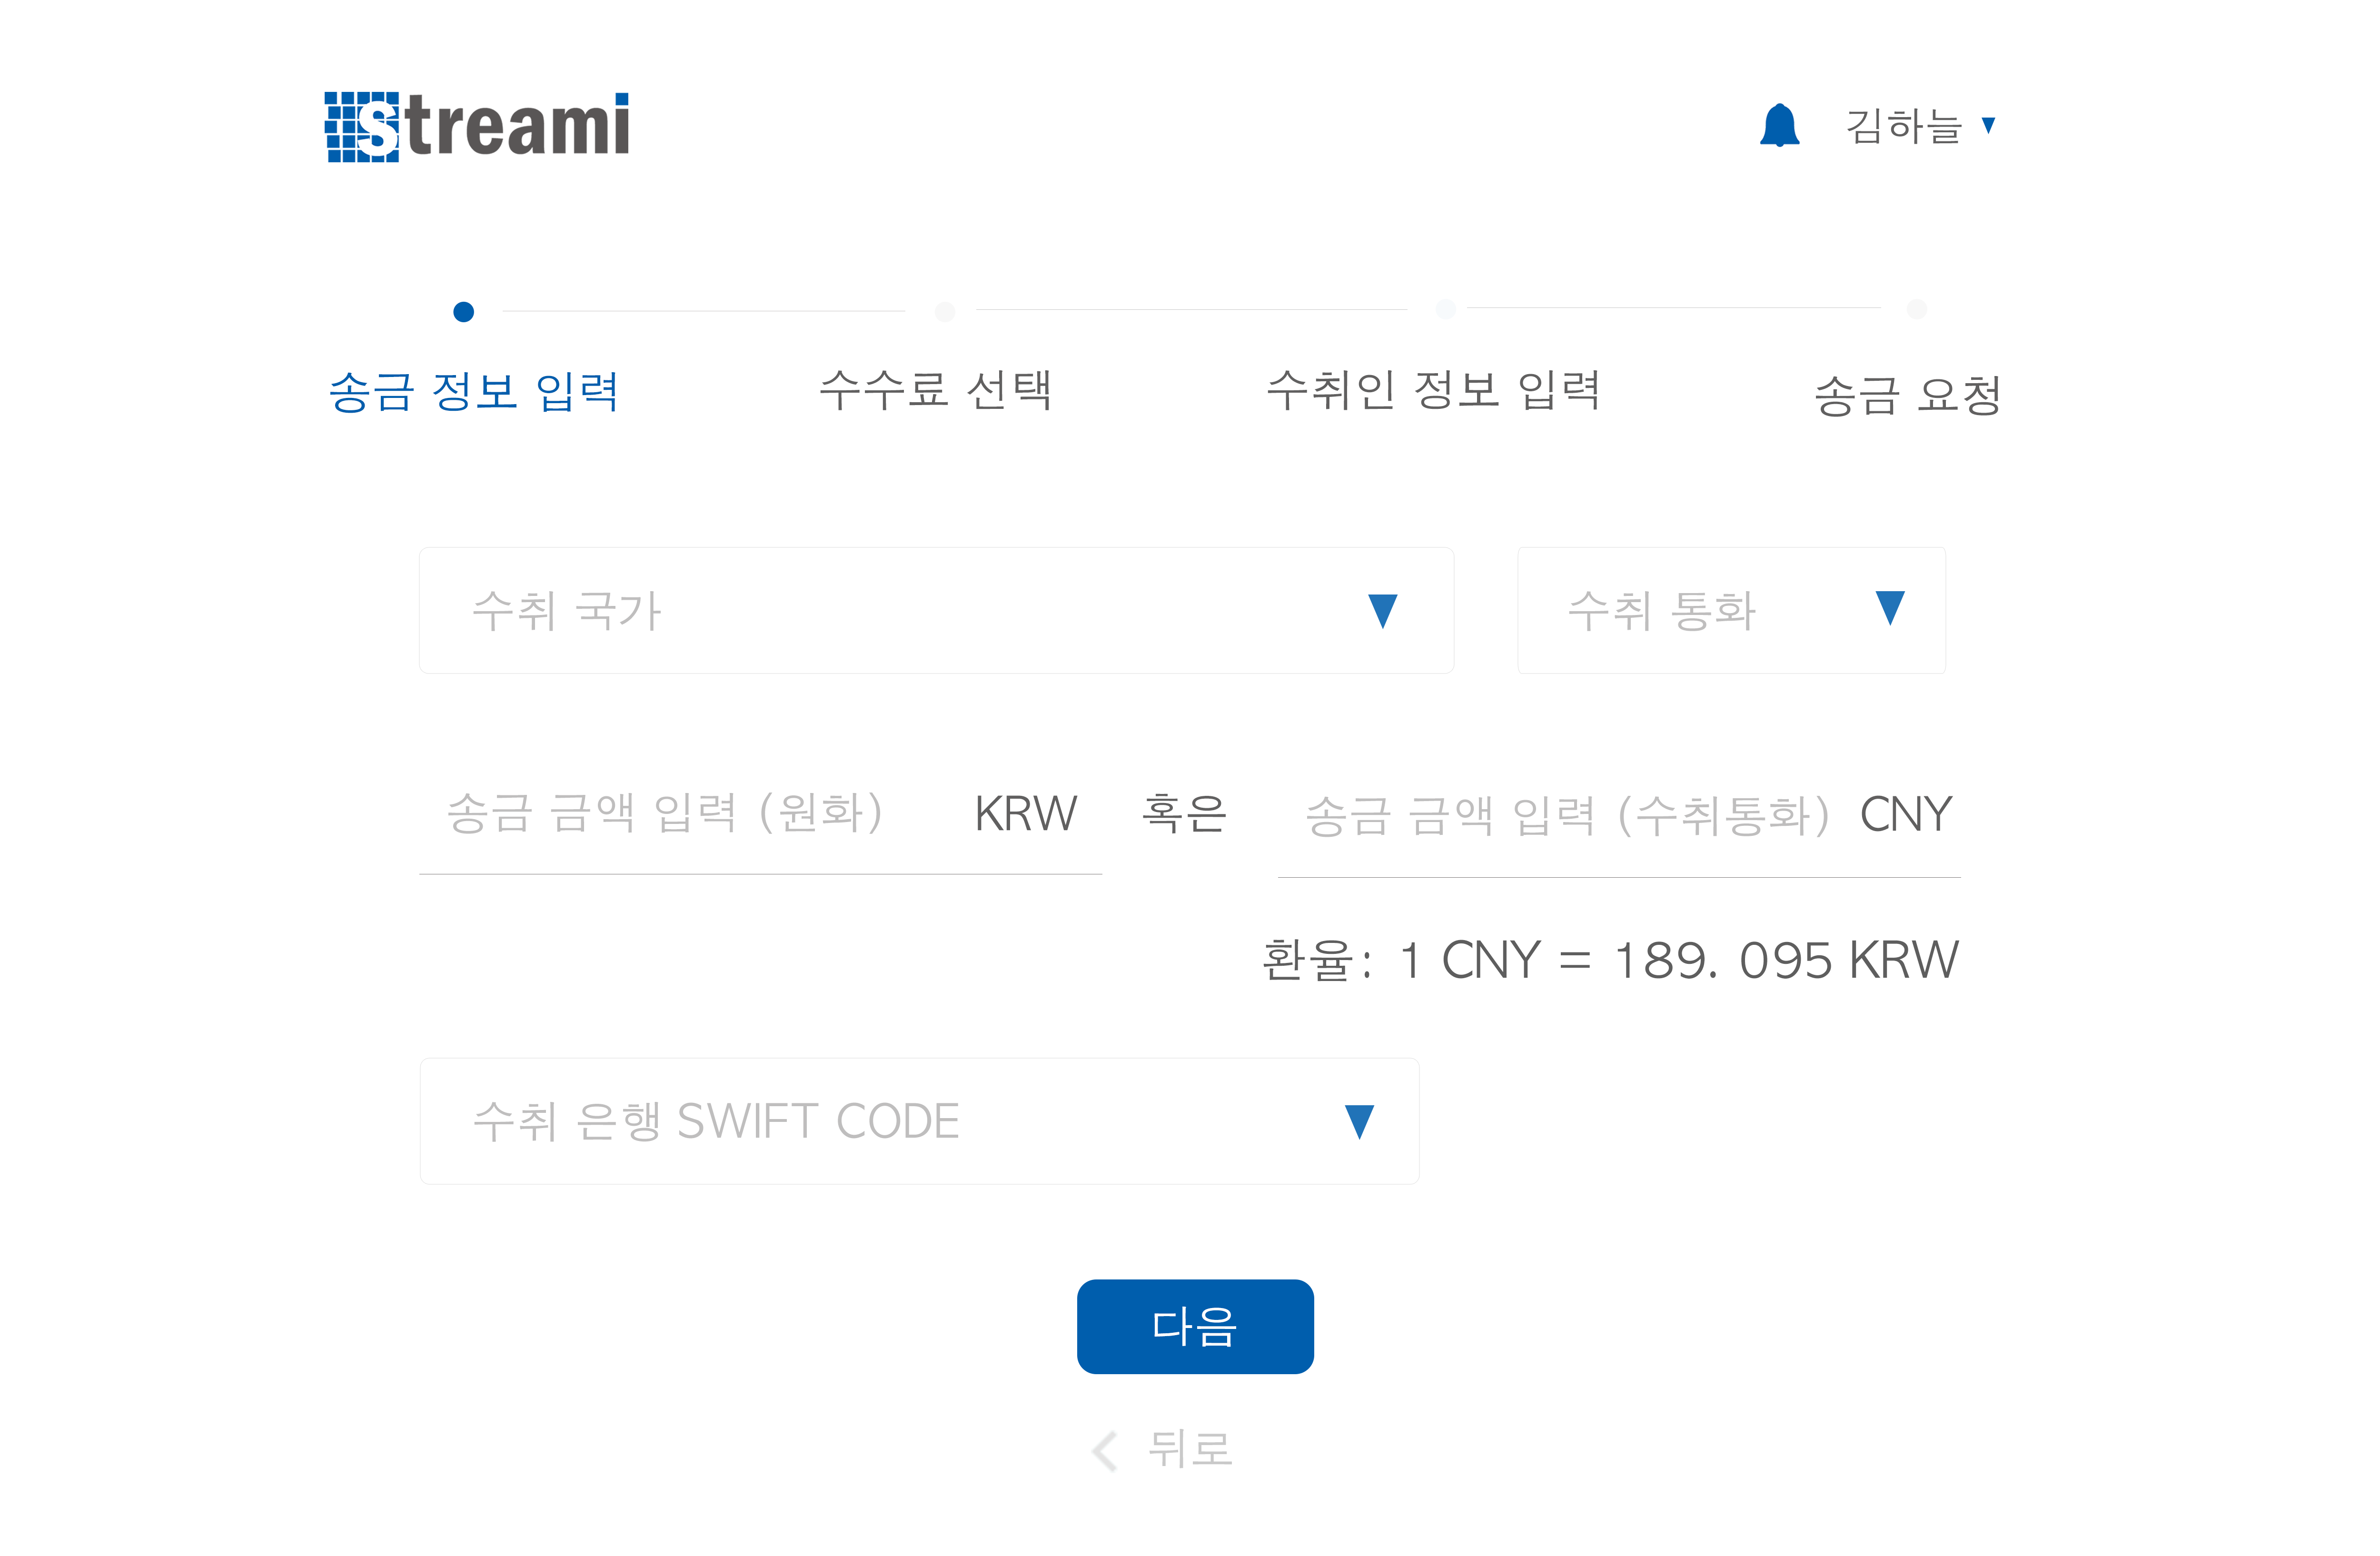 Streami
김하늘
송금 정보 입력
수수료 선택
수취인 정보 입력
송금 요청
수취 국가
수취 통화
송금 금액 입력 (원화) KRW 혹은 송금 금액 입력 (수취통화) CNY
환율: 1 CNY = 189. 095 KRW
수취 은행 SWIFT CODE
다음
뒤로